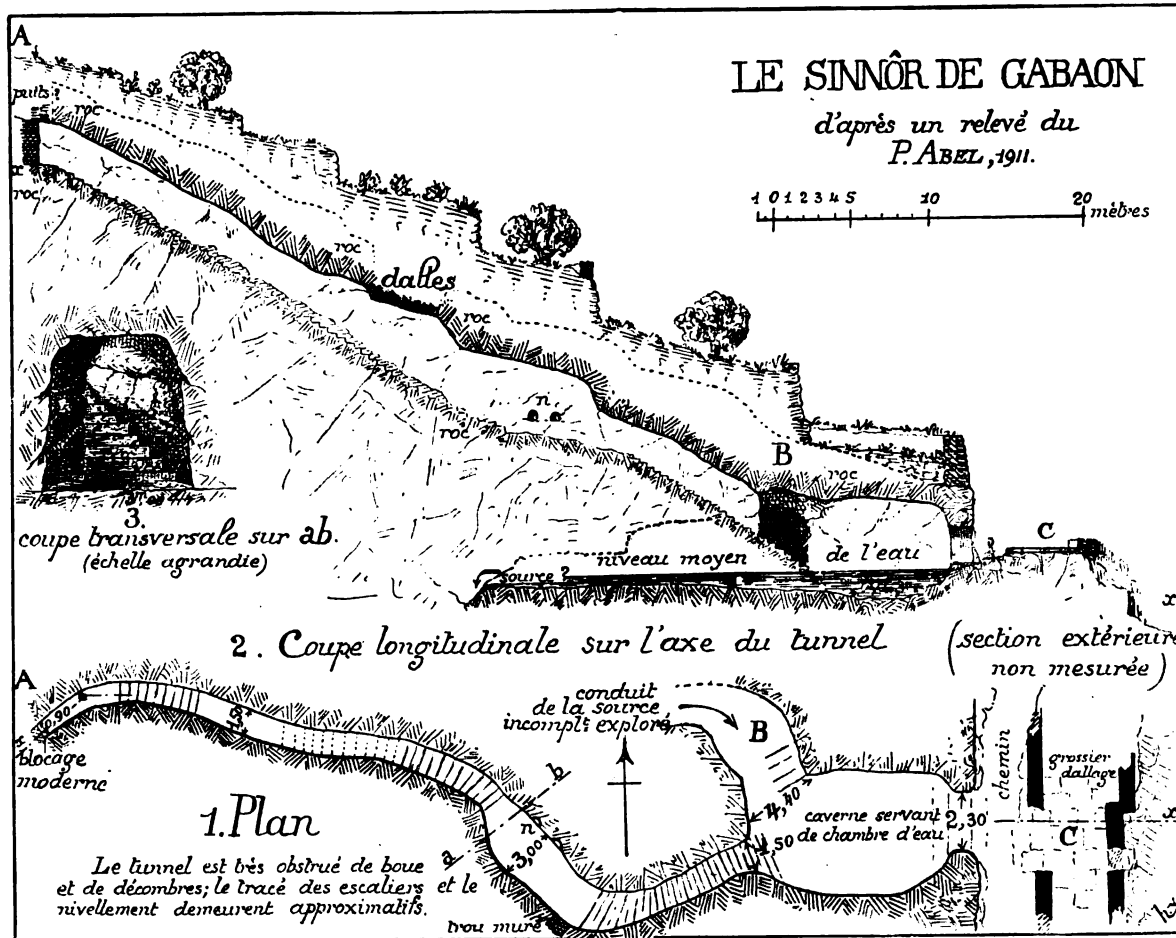 LE SINNÔR DE GABAON
d'après un relevé du
P. ABEL, 1911.
1 0 1 2 3 4 5 10 20 mètres
A
puits?
roc
x
roc
roc
dalles
roc
n
roc
B
roc
C
3.
coupe transversale sur ab.
(échelle agrandie)
source ?
niveau moyen
de l'eau
x
2. Coupe longitudinale sur l'axe du tunnel
(section extérieure
non mesurée)
A
0,90
x
blocage
moderne
conduit
de la source
incompl.t exploré
B
b
n
a
3,00
4,40
1,50
caverne servant
de chambre d'eau
2,30
chemin
grossier
dallage
x
C
1. Plan
Le tunnel est très obstrué de boue
et de décombres; le tracé des escaliers et le
nivellement demeurent approximatifs.
trou muré